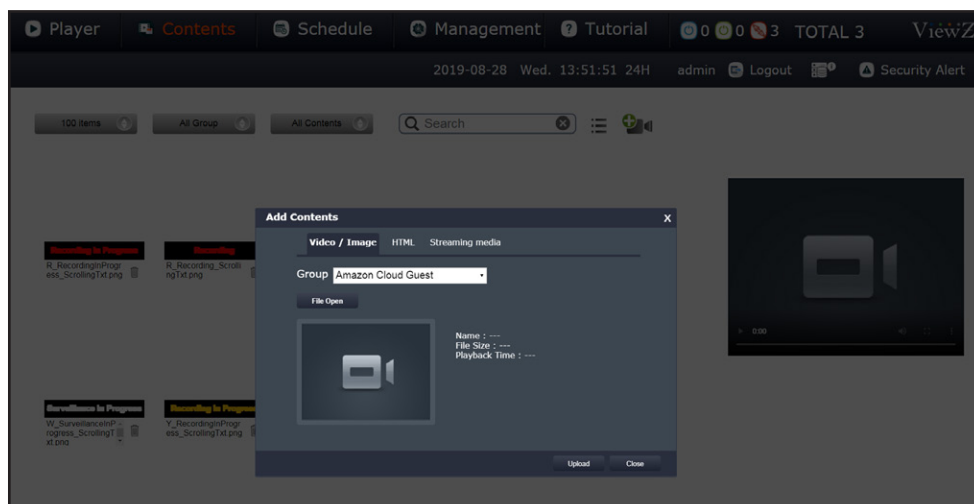 Player Contents Schedule Management Tutorial 0 0 3 TOTAL 3 ViewZ
2019-08-28 Wed. 13:51:51 24H admin Logout Security Alert
100 items All Group All Contents Search
Add Contents X
Video / Image HTML Streaming media
Group Amazon Cloud Guest
File Open
Name : ---
File Size : ---
Playback Time : ---
Upload Close
Recording in Progress
R_RecordingInProgr
ess_ScrollingTxt.png
Recording
R_Recording_Scrolli
ngTxt.png
Surveillance in Progress
W_SurveillanceInP
rogress_ScrollingT
xt.png
Recording in Progress
Y_RecordingInProgr
ess_ScrollingTxt.png
0:00